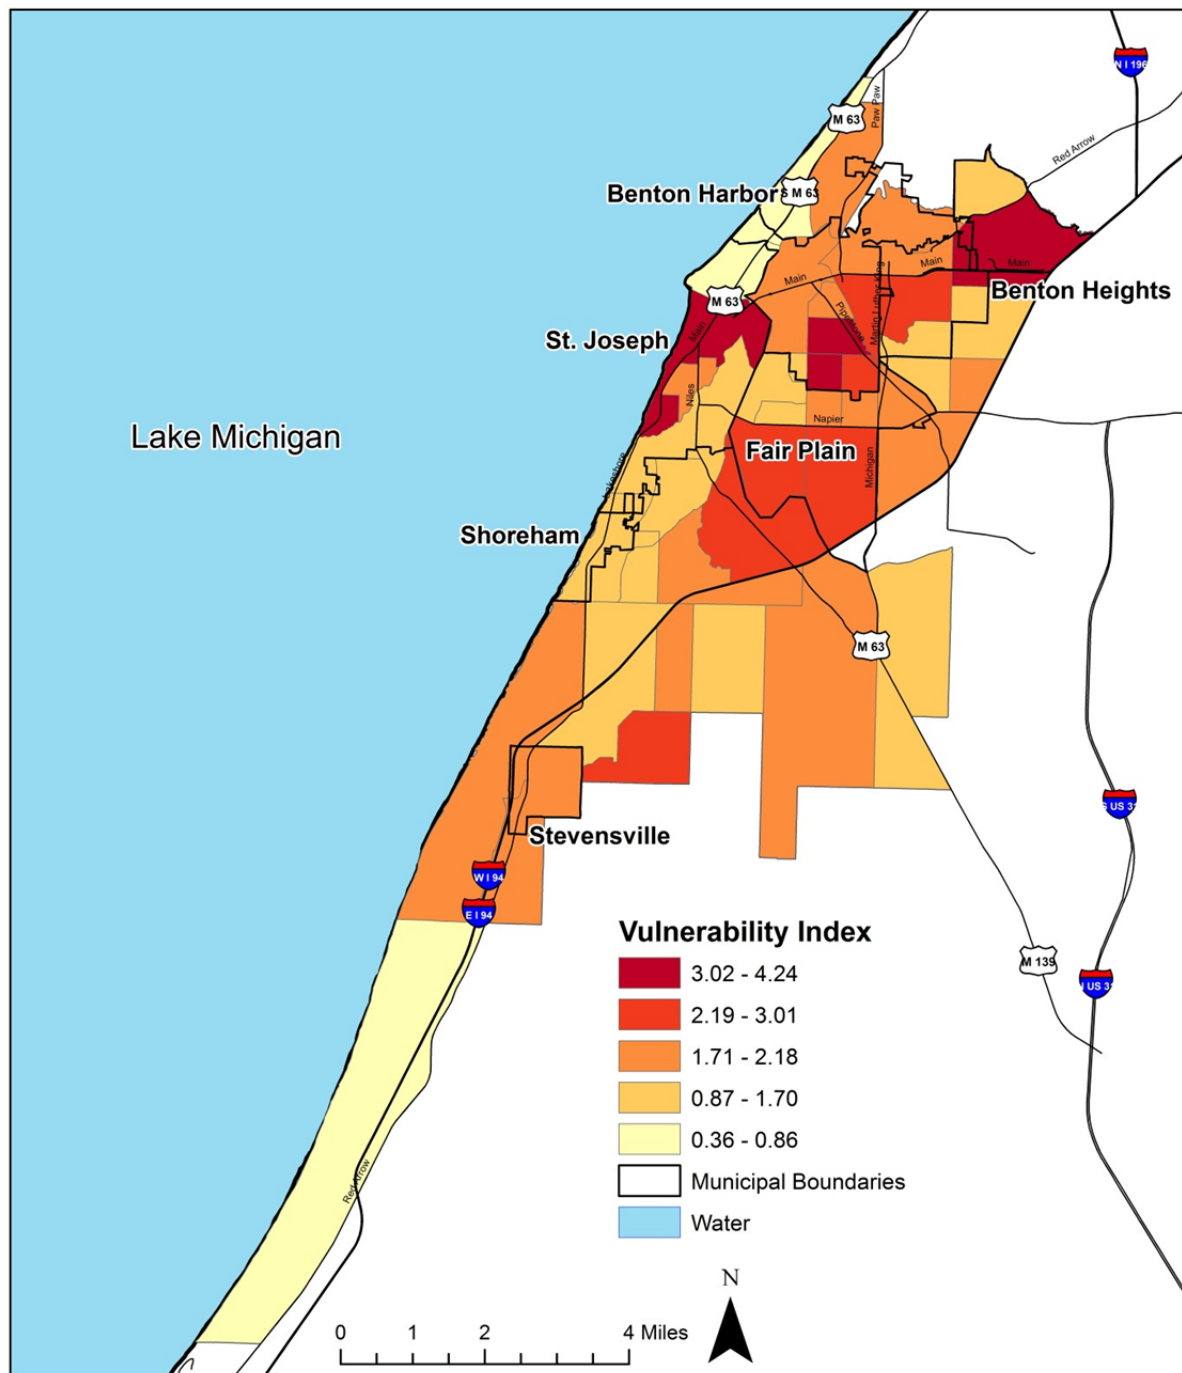 N I 196
M 63
Paw Paw
Red Arrow
Benton Harbor
S M 63
Main
Main
Main
Martin Luther King
Benton Heights
M 63
Pipestone
St. Joseph
Main
Niles
Napier
Lake Michigan
Fair Plain
Michigan
Lakeshore
Shoreham
M 63
S US 31
Stevensville
W I 94
E I 94
Vulnerability Index
3.02 - 4.24
M 139
2.19 - 3.01
1.71 - 2.18
0.87 - 1.70
0.36 - 0.86
Red Arrow
Municipal Boundaries
Water
N
0 1 2 4 Miles